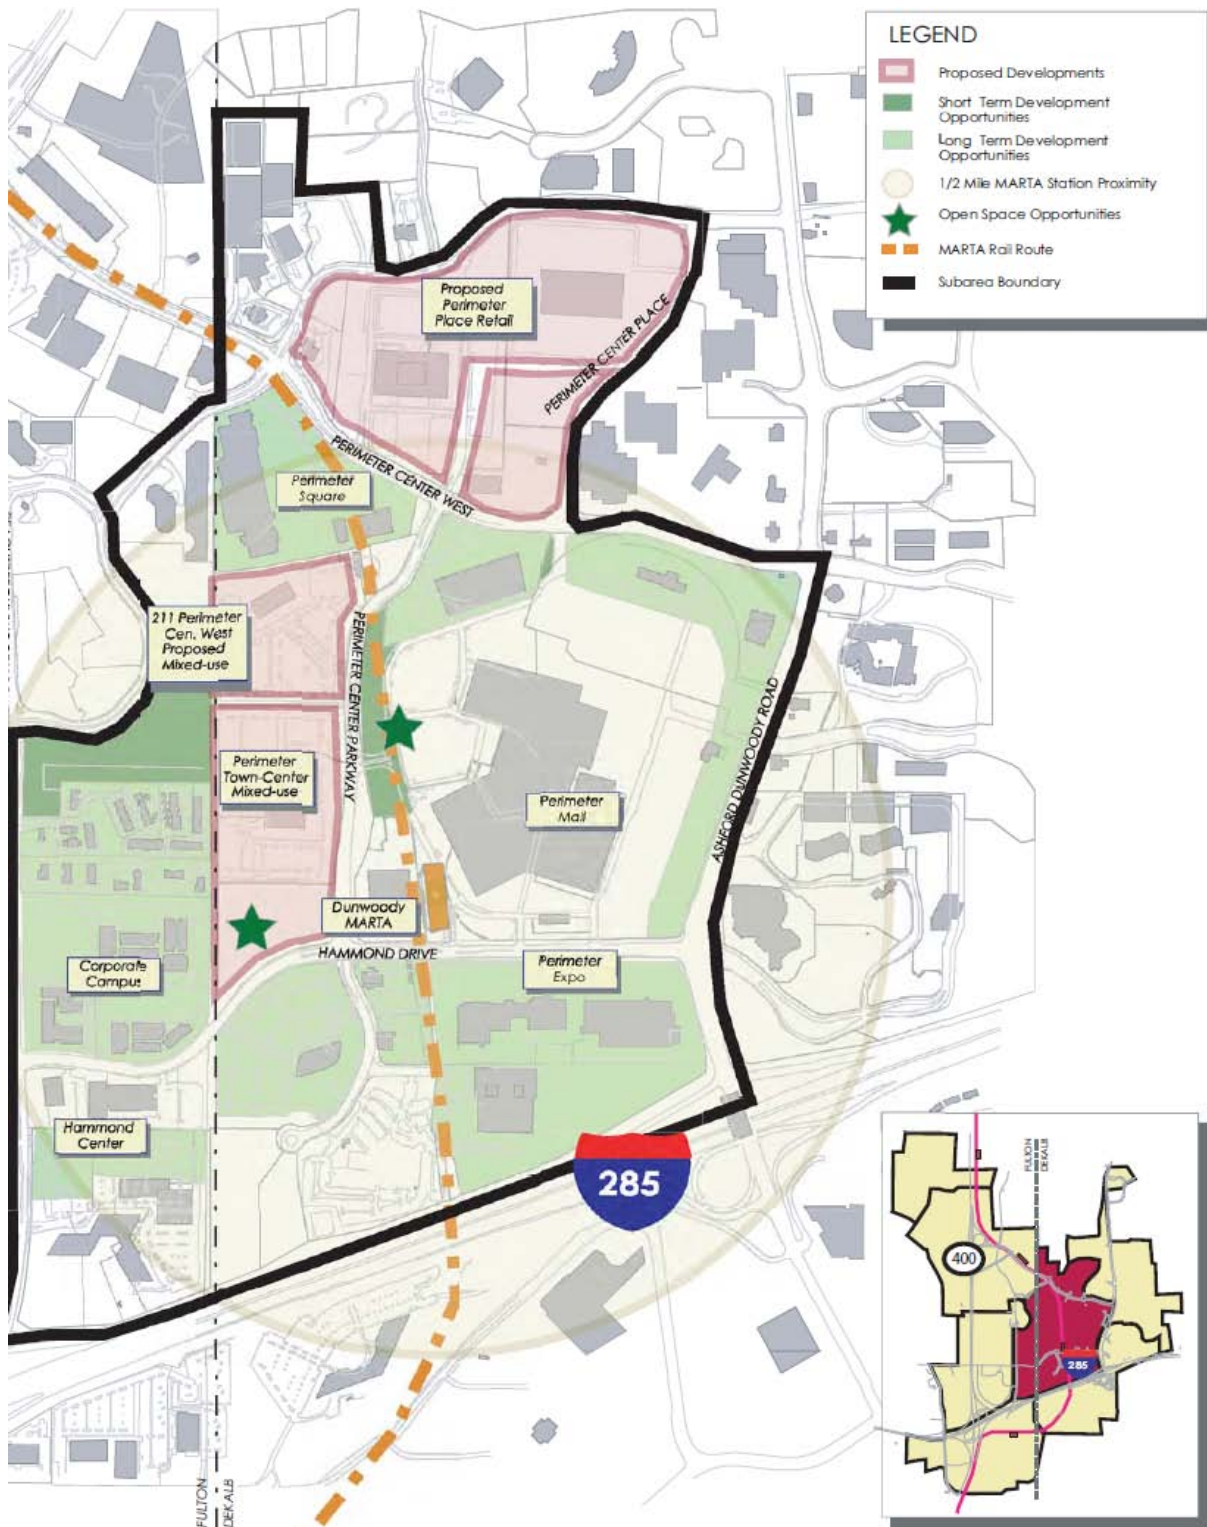 LEGEND
Proposed Developments
Short Term Development
Opportunities
Long Term Development
Opportunities
1/2 Mile MARTA Station Proximity
Open Space Opportunities
MARTA Rail Route
Subarea Boundary
Proposed
Perimeter
Place Retail
PERIMETER CENTER PLACE
PERIMETER CENTER WEST
Perimeter
Square
211 Perimeter
Cen. West
Proposed
Mixed-use
PERIMETER CENTER PARKWAY
ASHFORD DUNWOODY ROAD
Perimeter
Town-Center
Mixed-use
Perimeter
Mall
Dunwoody
MARTA
HAMMOND DRIVE
Corporate
Campus
Perimeter
Expo
Hammond
Center
285
FULTON
DEKALB
FULTON
DEKALB
400
285